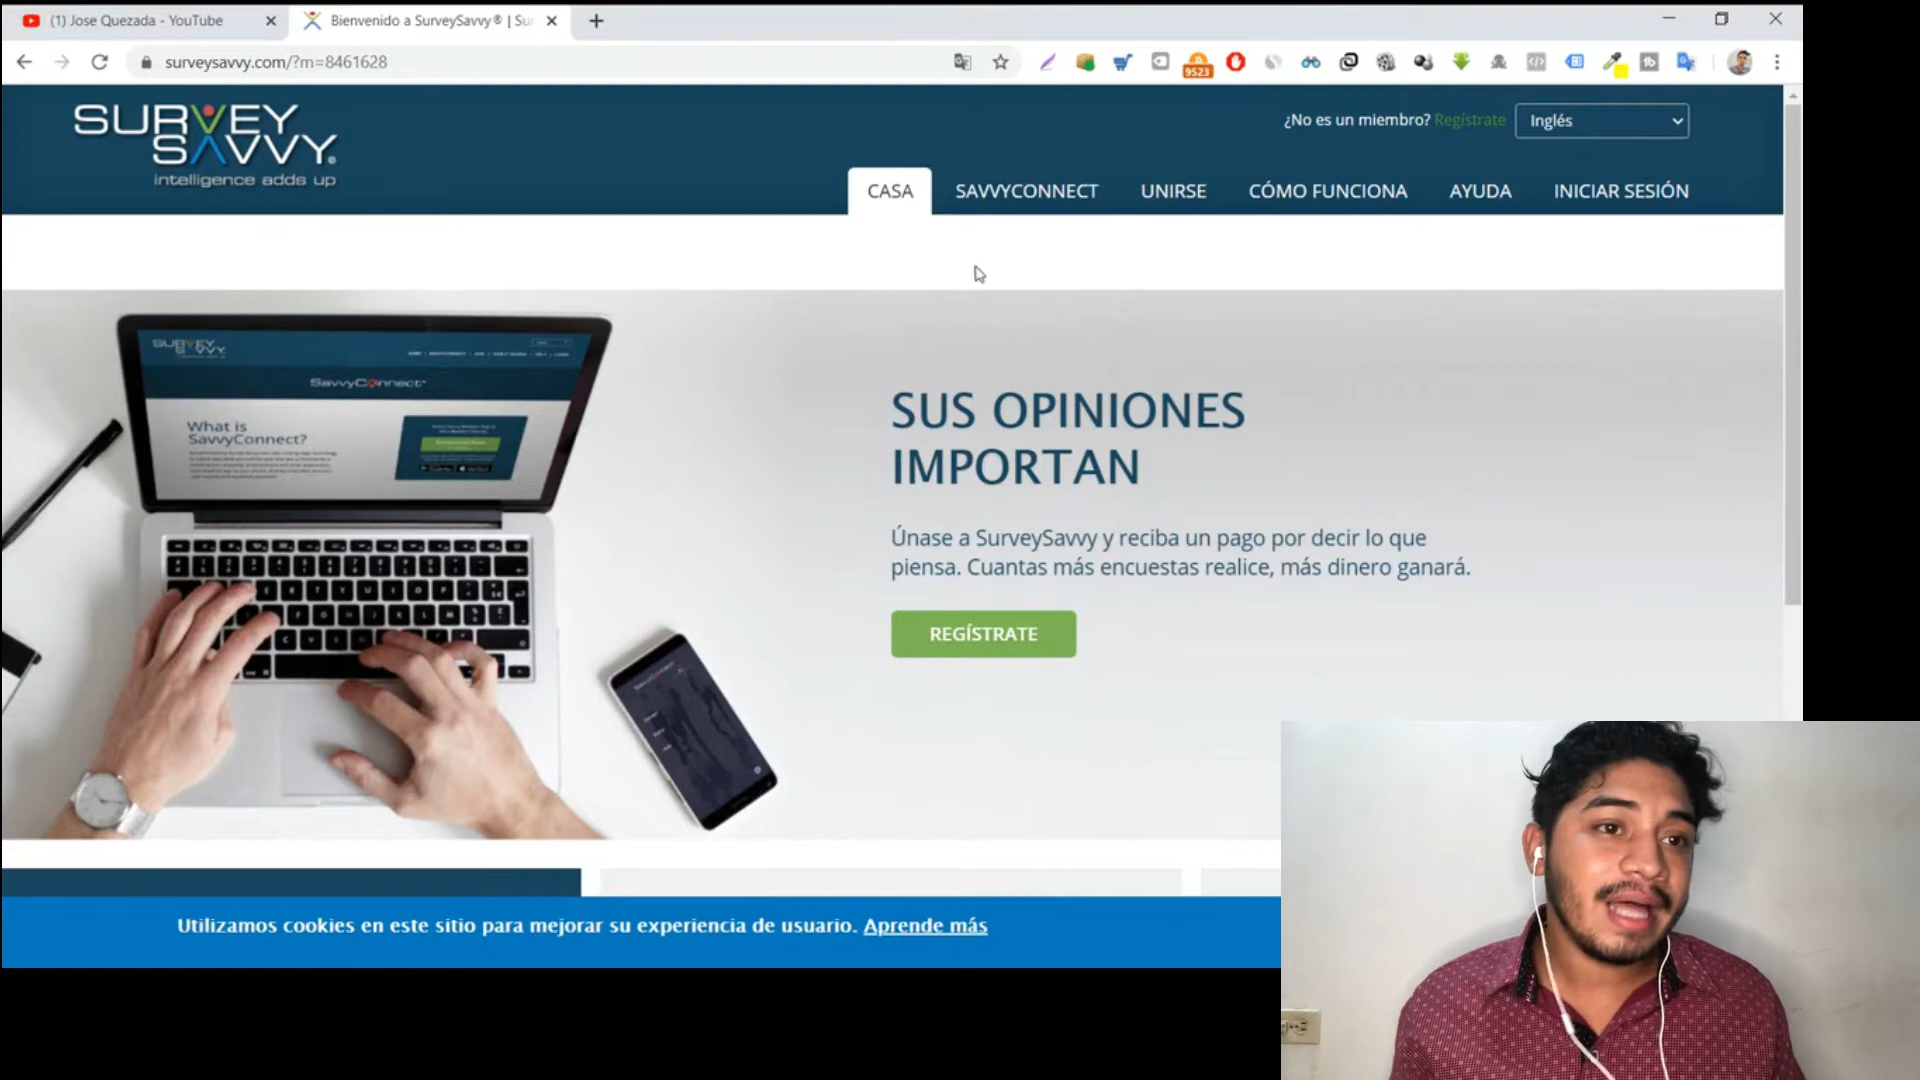 (1) Jose Quezada - YouTube
Bienvenido a SurveySavvy® | Sur
surveysavvy.com/?m=8461628
9523
SURVEY
SAVVY®
intelligence adds up
¿No es un miembro? Regístrate
Inglés
CASA
SAVVYCONNECT
UNIRSE
CÓMO FUNCIONA
AYUDA
INICIAR SESIÓN
SURVEY
SAVVY
SavvyConnect
What is
SavvyConnect?
SUS OPINIONES
IMPORTAN
Únase a SurveySavvy y reciba un pago por decir lo que
piensa. Cuantas más encuestas realice, más dinero ganará.
REGÍSTRATE
Utilizamos cookies en este sitio para mejorar su experiencia de usuario. Aprende más